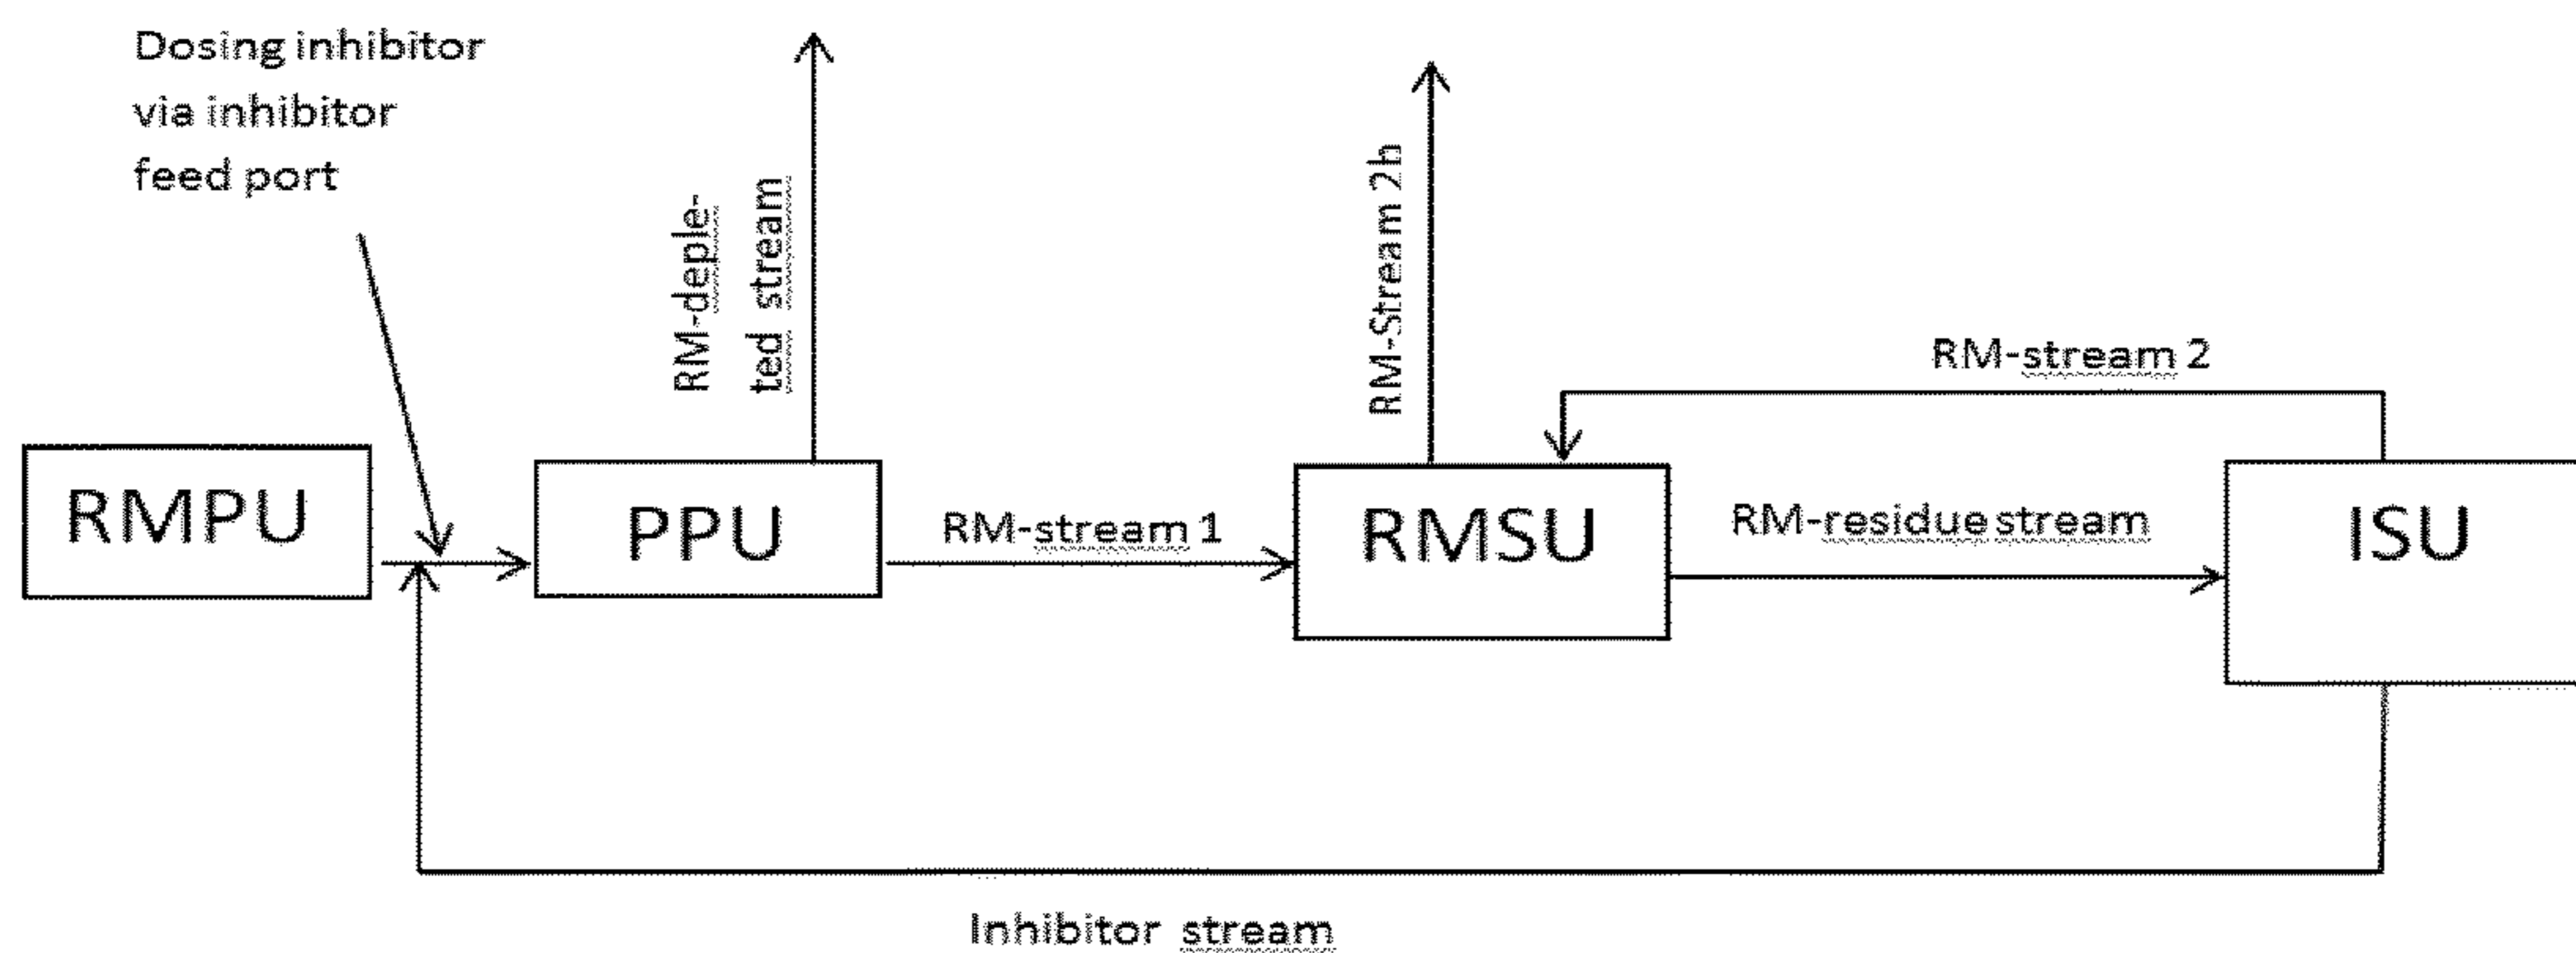 Dosing inhibitor
via inhibitor
feed port
RM-deple-
ted stream
RM-Stream 2b
RM-stream 2
RMPU
PPU
RM-stream 1
RMSU
RM-residue stream
ISU
Inhibitor stream